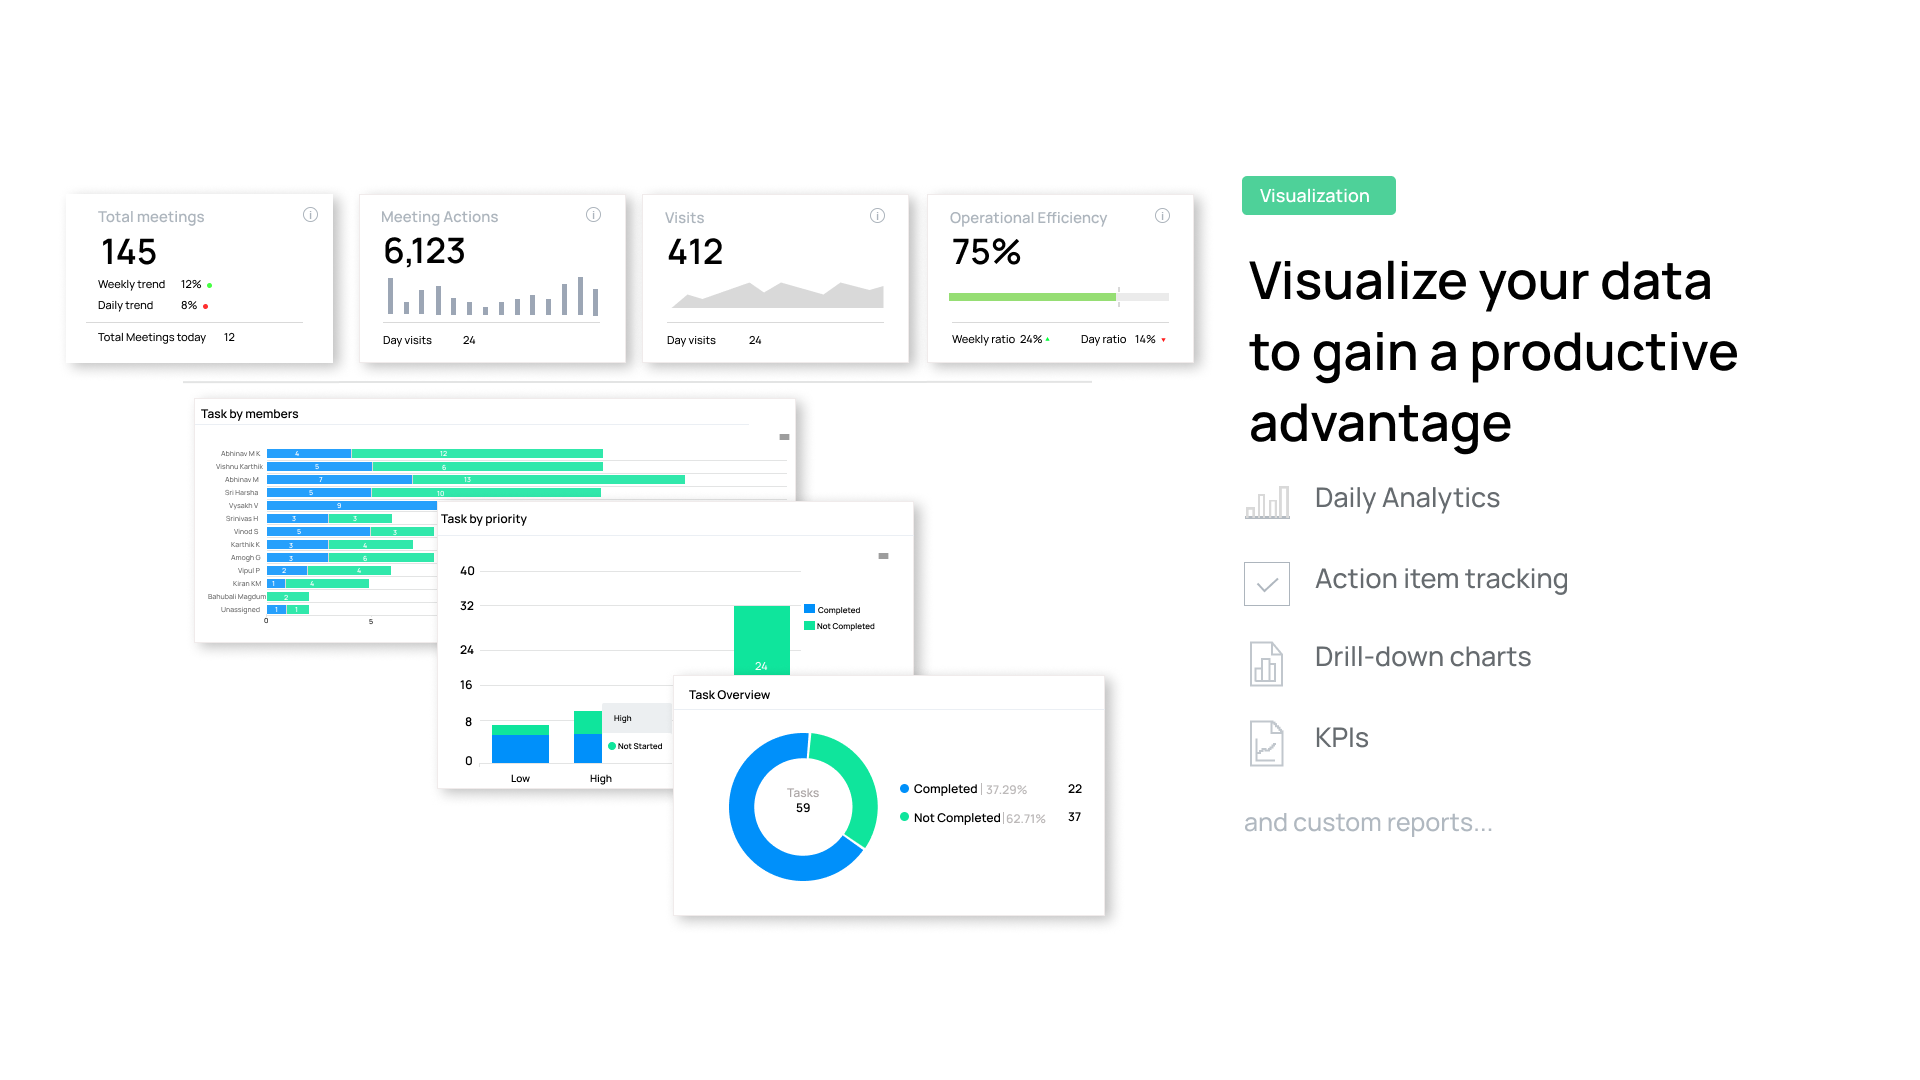 Total meetings
145
Weekly trend 12%
Daily trend 8%
Total Meetings today 12
Meeting Actions
6,123
Day visits 24
Visits
412
Day visits 24
Operational Efficiency
75%
Weekly ratio 24% Day ratio 14%
Task by members
Abhinav M K 4 12
Vishnu Karthik 5 6
Abhinav M 7 13
Sri Harsha 5 10
Vysakh V 9
Srinivas H 3 3
Vinod S 5 3
Karthik K 3 4
Amogh G 3 6
Vipul P 2 4
Kiran KM 1 4
Bahubali Magdum 2
Unassigned 1 1
0 5
Task by priority
40
32
24
16
8
0
24
Completed
Not Completed
High
Not Started
Low High
Task Overview
Tasks
59
Completed 37.29% 22
Not Completed 62.71% 37
Visualization
Visualize your data
to gain a productive
advantage
Daily Analytics
Action item tracking
Drill-down charts
KPIs
and custom reports...